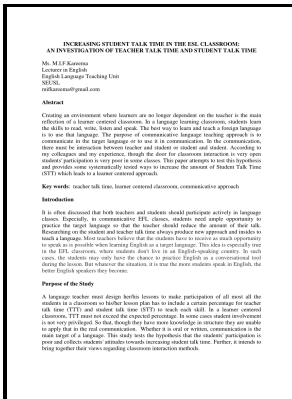 INCREASING STUDENT TALK TIME IN THE ESL CLASSROOM:
AN INVESTIGATION OF TEACHER TALK TIME AND STUDENT TALK TIME
Ms. M.I.F.Kareema
Lecturer in English
English Language Teaching Unit
SEUSL
mifkareema@gmail.com
Abstract
Creating an environment where learners are no longer dependent on the teacher is the main
reflection of a learner centered classroom. In a language learning classroom, students learn
the skills to read, write, listen and speak. The best way to learn and teach a foreign language
is to use that language. The purpose of communicative language teaching approach is to
communicate in the target language or to use it in communication. In the communication,
there must be interaction between teacher and student or student and student. According to
my colleagues and my experience, though the door for classroom interaction is very open
students' participation is very poor in some classes. This paper attempts to test this hypothesis
and provides some systematically tested ways to increase the amount of Student Talk Time
(STT) which leads to a learner centered approach.
Key words: teacher talk time, learner centered classroom, communicative approach
Introduction
It is often discussed that both teachers and students should participate actively in language
classes. Especially, in communicative EFL classes, students need ample opportunity to
practice the target language so that the teacher should reduce the amount of their talk.
Researching on the student and teacher talk time always produce new approach and insides to
teach a language. Most teachers believe that the students have to receive as much opportunity
to speak as is possible when learning English as a target language. This idea is especially true
in the EFL classroom, where students don't live in an English-speaking country. In such
cases, the students may only have the chance to practice English as a conversational tool
during the lesson. But whatever the situation, it is true the more students speak in English, the
better English speakers they become.
Purpose of the Study
A language teacher must design her/his lessons to make participation of all most all the
students in a classroom so his/her lesson plan has to include a certain percentage for teacher
talk time (TTT) and student talk time (STT) to teach each skill. In a learner centered
classroom, TTT must not exceed the expected percentage. In some cases student involvement
is not very privileged. So that, though they may have more knowledge in structure they are unable
to apply that in the real communication. Whether it is oral or written, communication is the
main target of a language. This study tests the hypothesis that the students' participation is
poor and collects students' attitudes towards increasing student talk time. Further, it intends to
bring together their views regarding classroom interaction methods.